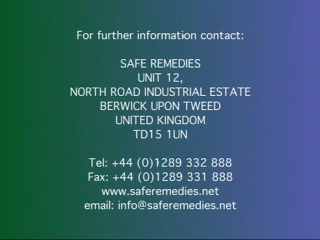 For further information contact:
SAFE REMEDIES
UNIT 12,
NORTH ROAD INDUSTRIAL ESTATE
BERWICK UPON TWEED
UNITED KINGDOM
TD15 1UN
Tel: +44 (0)1289 332 888
Fax: +44 (0)1289 331 888
www.saferemedies.net
email: info@saferemedies.net